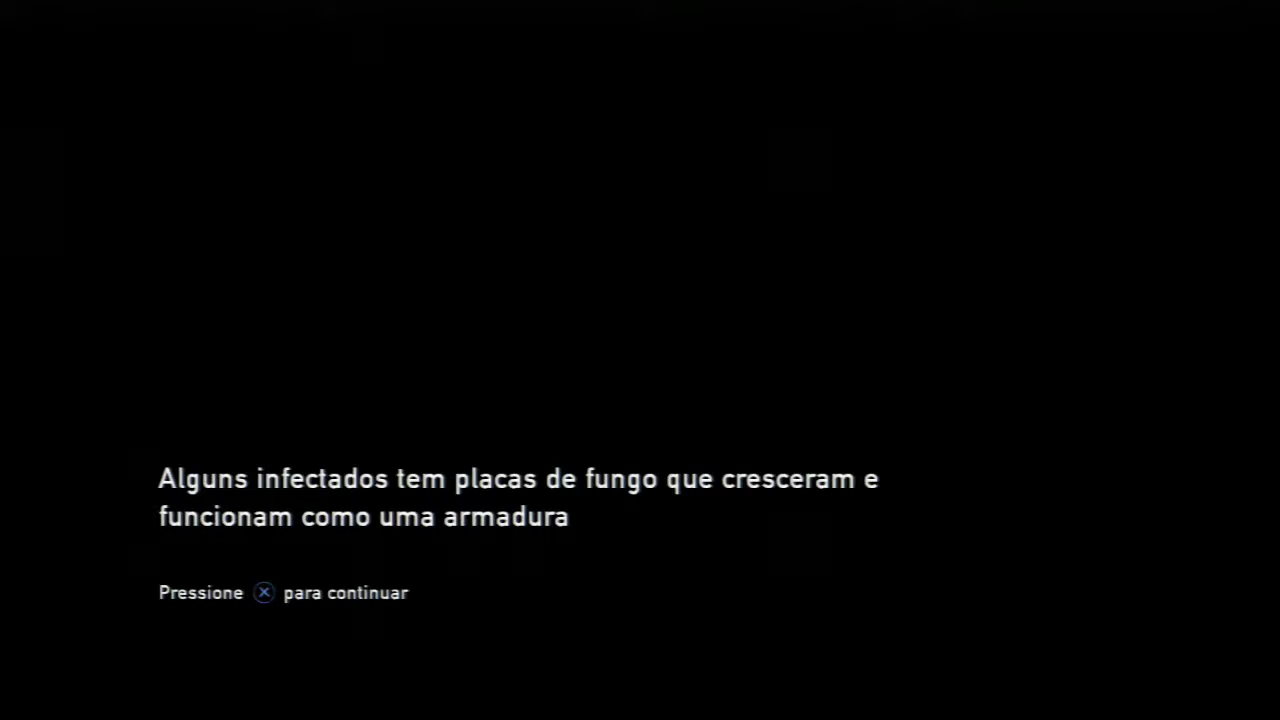 Alguns infectados tem placas de fungo que cresceram e
funcionam como uma armadura
Pressione ⓧ para continuar